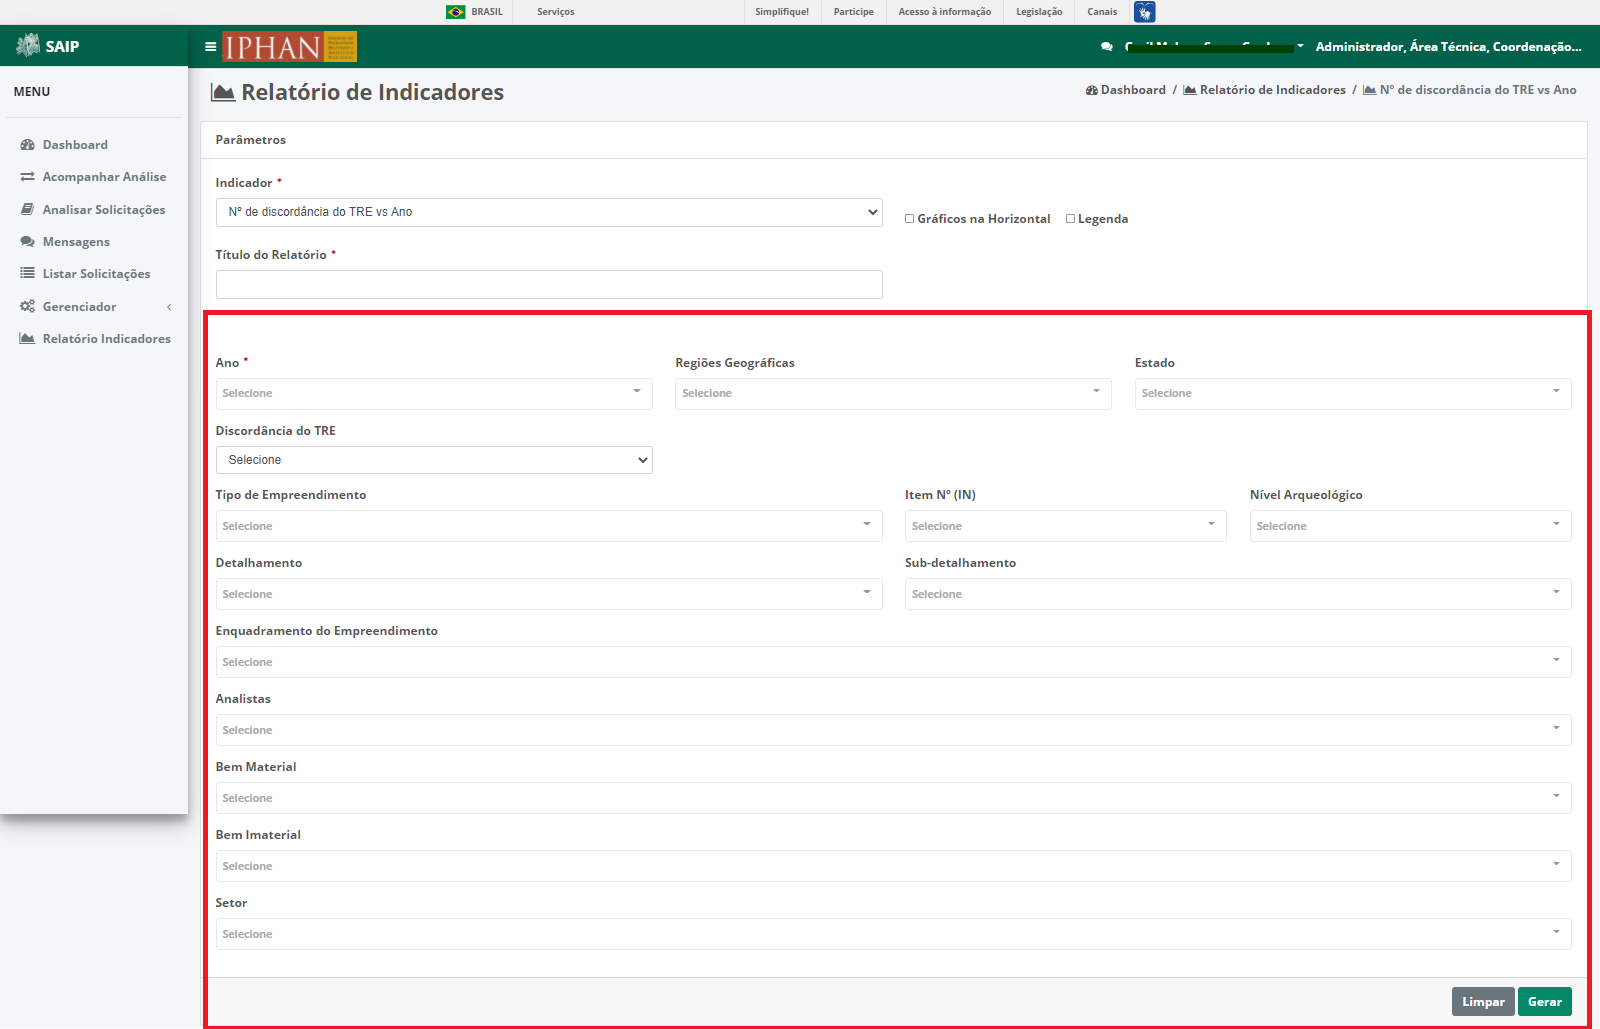 BRASIL Serviços Simplifique! Participe Acesso à informação Legislação Canais
SAIP
IPHAN
Administrador, Área Técnica, Coordenação...
MENU
Dashboard
Acompanhar Análise
Analisar Solicitações
Mensagens
Listar Solicitações
Gerenciador
Relatório Indicadores
Relatório de Indicadores
Dashboard / Relatório de Indicadores / Nº de discordância do TRE vs Ano
Parâmetros
Indicador *
Nº de discordância do TRE vs Ano
Gráficos na Horizontal Legenda
Título do Relatório *
Ano * Regiões Geográficas Estado
Selecione Selecione Selecione
Discordância do TRE
Selecione
Tipo de Empreendimento Item Nº (IN) Nível Arqueológico
Selecione Selecione Selecione
Detalhamento Sub-detalhamento
Selecione Selecione
Enquadramento do Empreendimento
Selecione
Analistas
Selecione
Bem Material
Selecione
Bem Imaterial
Selecione
Setor
Selecione
Limpar Gerar